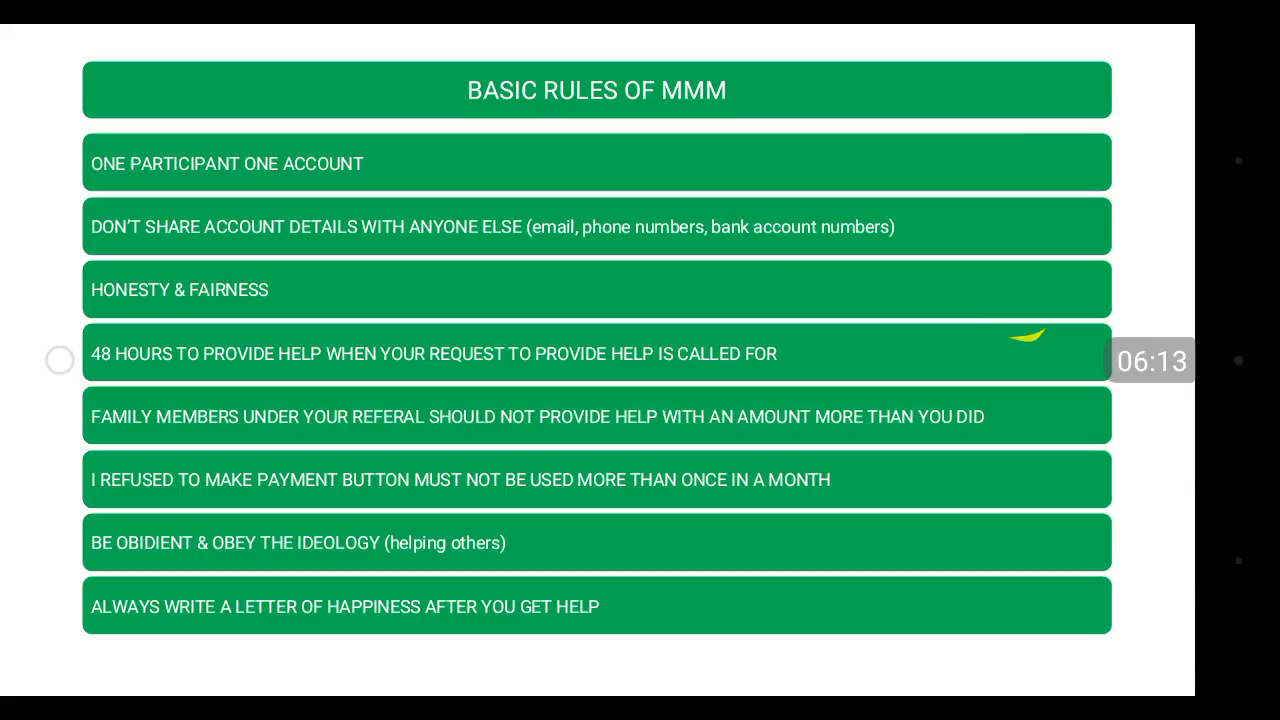 BASIC RULES OF MMM
ONE PARTICIPANT ONE ACCOUNT
DON'T SHARE ACCOUNT DETAILS WITH ANYONE ELSE (email, phone numbers, bank account numbers)
HONESTY & FAIRNESS
48 HOURS TO PROVIDE HELP WHEN YOUR REQUEST TO PROVIDE HELP IS CALLED FOR
06:13
FAMILY MEMBERS UNDER YOUR REFERAL SHOULD NOT PROVIDE HELP WITH AN AMOUNT MORE THAN YOU DID
I REFUSED TO MAKE PAYMENT BUTTON MUST NOT BE USED MORE THAN ONCE IN A MONTH
BE OBIDIENT & OBEY THE IDEOLOGY (helping others)
ALWAYS WRITE A LETTER OF HAPPINESS AFTER YOU GET HELP